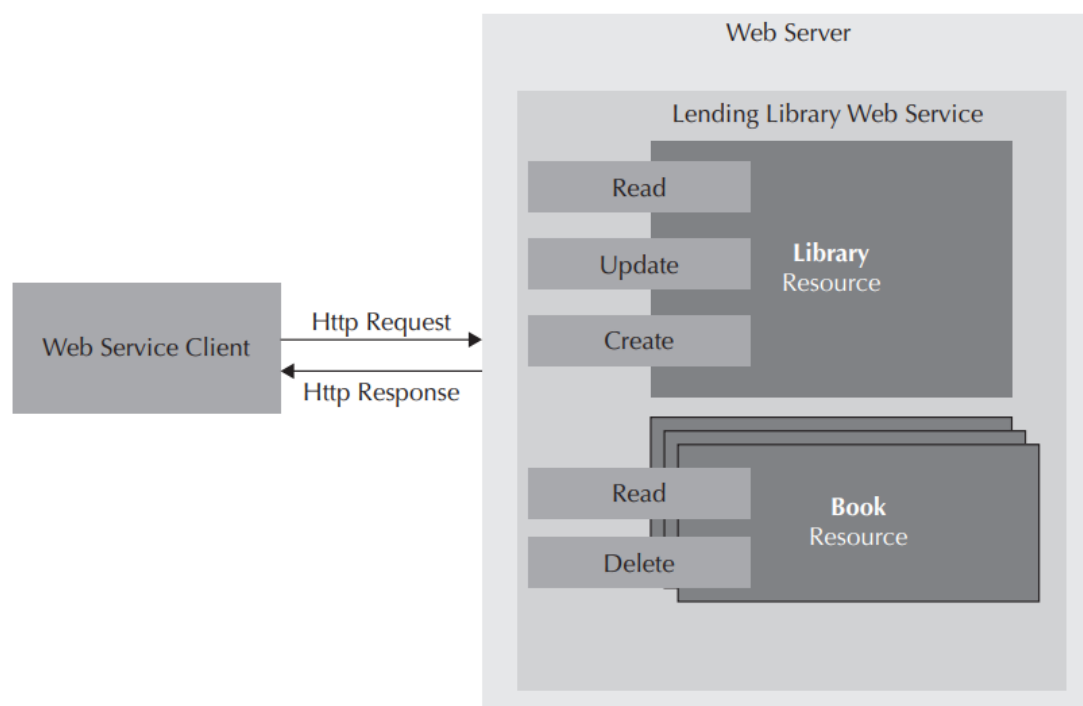 Web Server
Lending Library Web Service
Read
Update
Library
Resource
Create
Web Service Client
Http Request
Http Response
Read
Book
Resource
Delete